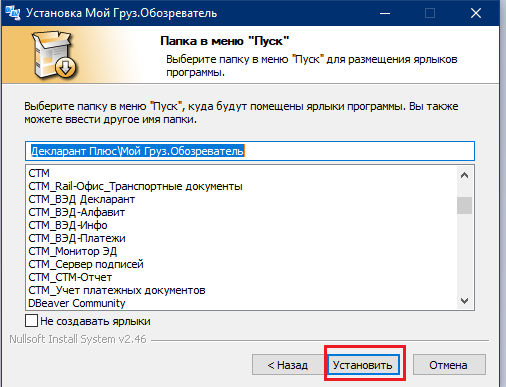 Установка Мой Груз.Обозреватель
Папка в меню "Пуск"
Выберите папку в меню "Пуск" для размещения ярлыков
программы.
Выберите папку в меню "Пуск", куда будут помещены ярлыки программы. Вы также
можете ввести другое имя папки.
Декларант Плюс\Мой Груз.Обозреватель
СТМ
СТМ_Rail-Офис_Транспортные документы
СТМ_ВЭД Декларант
СТМ_ВЭД-Алфавит
СТМ_ВЭД-Инфо
СТМ_ВЭД-Платежи
СТМ_Монитор ЭД
СТМ_Сервер подписей
СТМ_СТМ-Отчет
СТМ_Учет платежных документов
DBeaver Community
Не создавать ярлыки
Nullsoft Install System v2.46
< Назад
Установить
Отмена